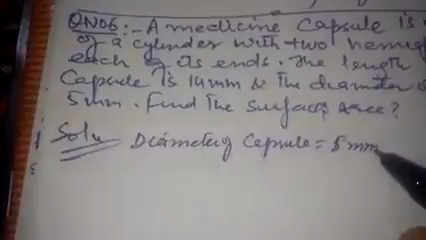 QNo6:- A medicine capsule is
of a cylinder with two hemis
each of its ends. The length
Capsule is 14mm & the diameter o
5mm. Find the surface Area?
Solu Diameter of Capsule = 5mm